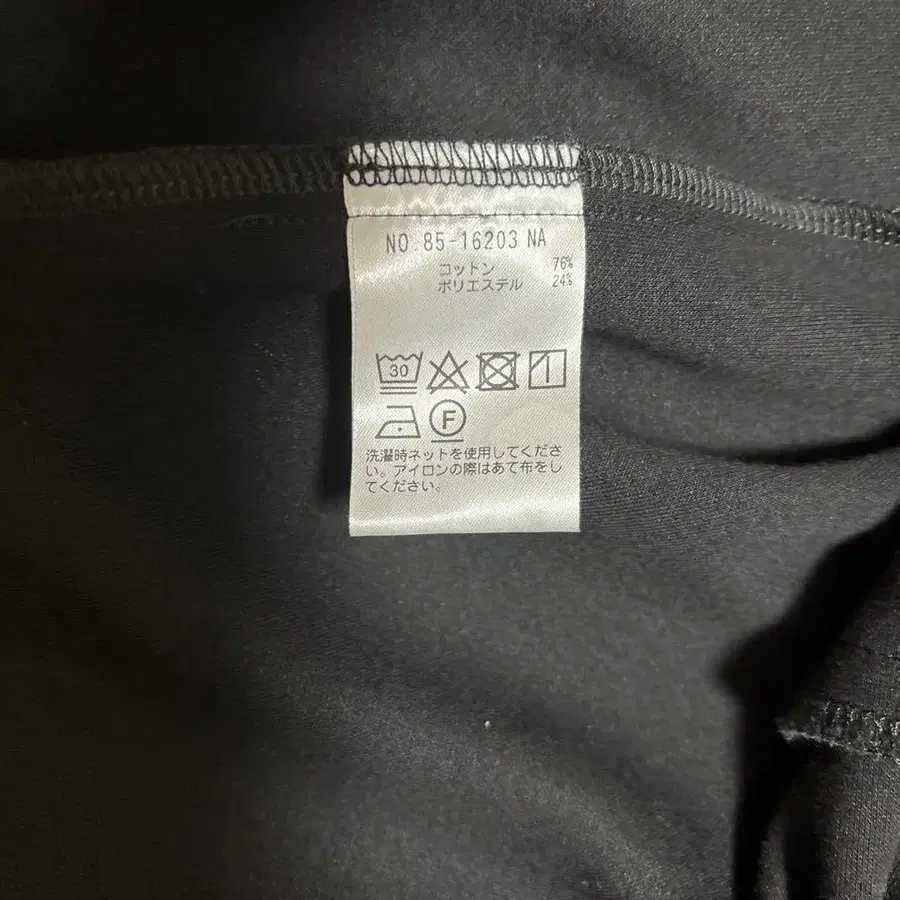 NO.85-16203 NA
コットン 76%
ポリエステル 24%
30
F
洗濯時ネットを使用してくださ
い。アイロンの際はあて布をし
てください。